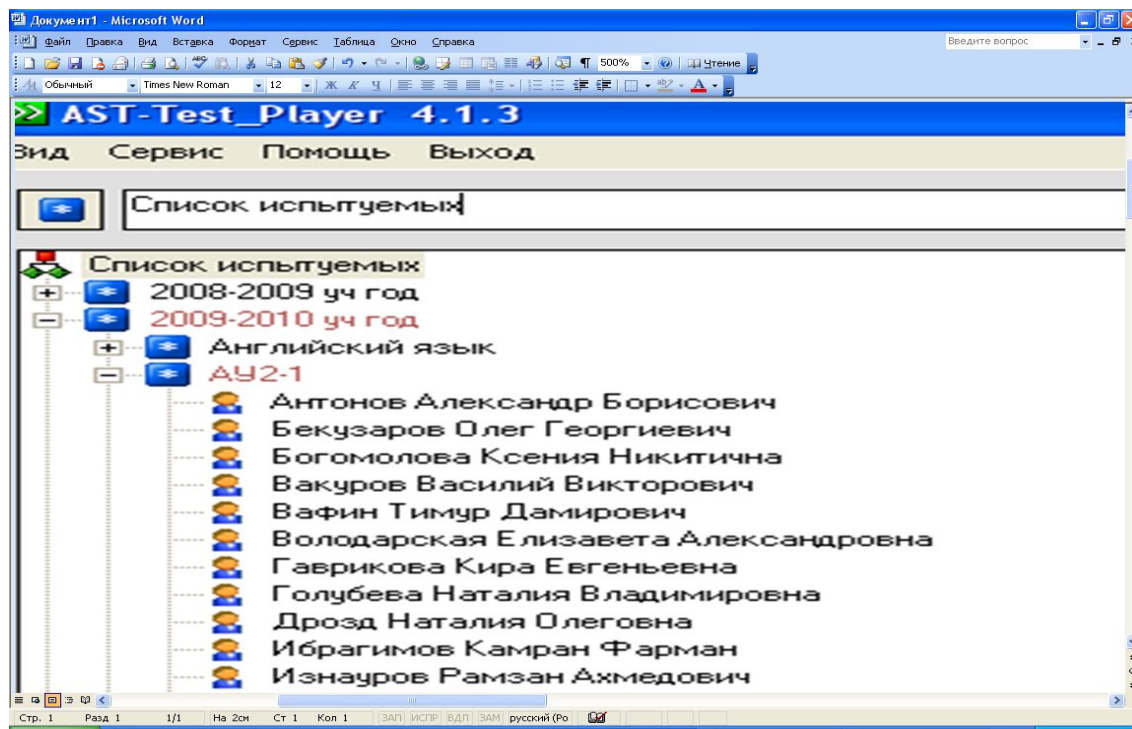 Документ1 - Microsoft Word
Файл Правка Вид Вставка Формат Сервис Таблица Окно Справка Введите вопрос
500% Чтение
Обычный Times New Roman 12 Ж К Ч
AST-Test_Player 4.1.3
Вид Сервис Помощь Выход
Список испытуемых
Список испытуемых
2008-2009 уч год
2009-2010 уч год
Английский язык
АУ2-1
Антонов Александр Борисович
Бекузаров Олег Георгиевич
Богомолова Ксения Никитична
Вакуров Василий Викторович
Вафин Тимур Дамирович
Володарская Елизавета Александровна
Гаврикова Кира Евгеньевна
Голубева Наталия Владимировна
Дрозд Наталия Олеговна
Ибрагимов Камран Фарман
Изнауров Рамзан Ахмедович
Стр. 1 Разд 1 1/1 На 2см Ст 1 Кол 1 ЗАП ИСПР ВДЛ ЗАМ русский (Ро